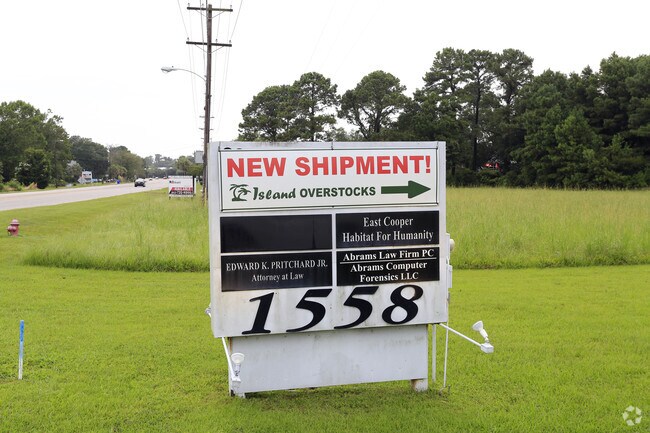 NEW SHIPMENT!
Island OVERSTOCKS
East Cooper
Habitat For Humanity
EDWARD K. PRITCHARD JR.
Attorney at Law
Abrams Law Firm PC
Abrams Computer
Forensics LLC
1558